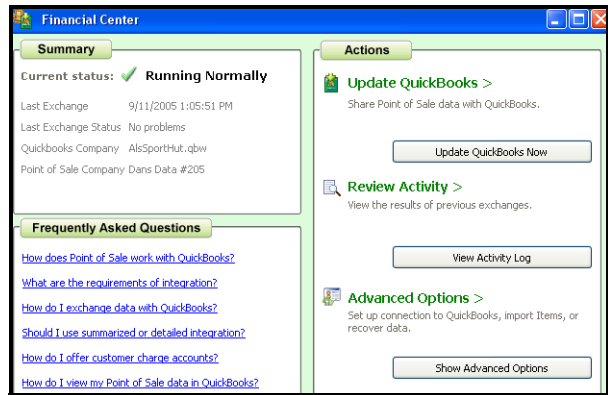 Financial Center
Summary
Current status: Running Normally
Last Exchange 9/11/2005 1:05:51 PM
Last Exchange Status No problems
Quickbooks Company AlsSportHut.qbw
Point of Sale Company Dans Data #205
Frequently Asked Questions
How does Point of Sale work with QuickBooks?
What are the requirements of integration?
How do I exchange data with QuickBooks?
Should I use summarized or detailed integration?
How do I offer customer charge accounts?
How do I view my Point of Sale data in QuickBooks?
Actions
Update QuickBooks >
Share Point of Sale data with QuickBooks.
Update QuickBooks Now
Review Activity >
View the results of previous exchanges.
View Activity Log
Advanced Options >
Set up connection to QuickBooks, import Items, or
recover data.
Show Advanced Options